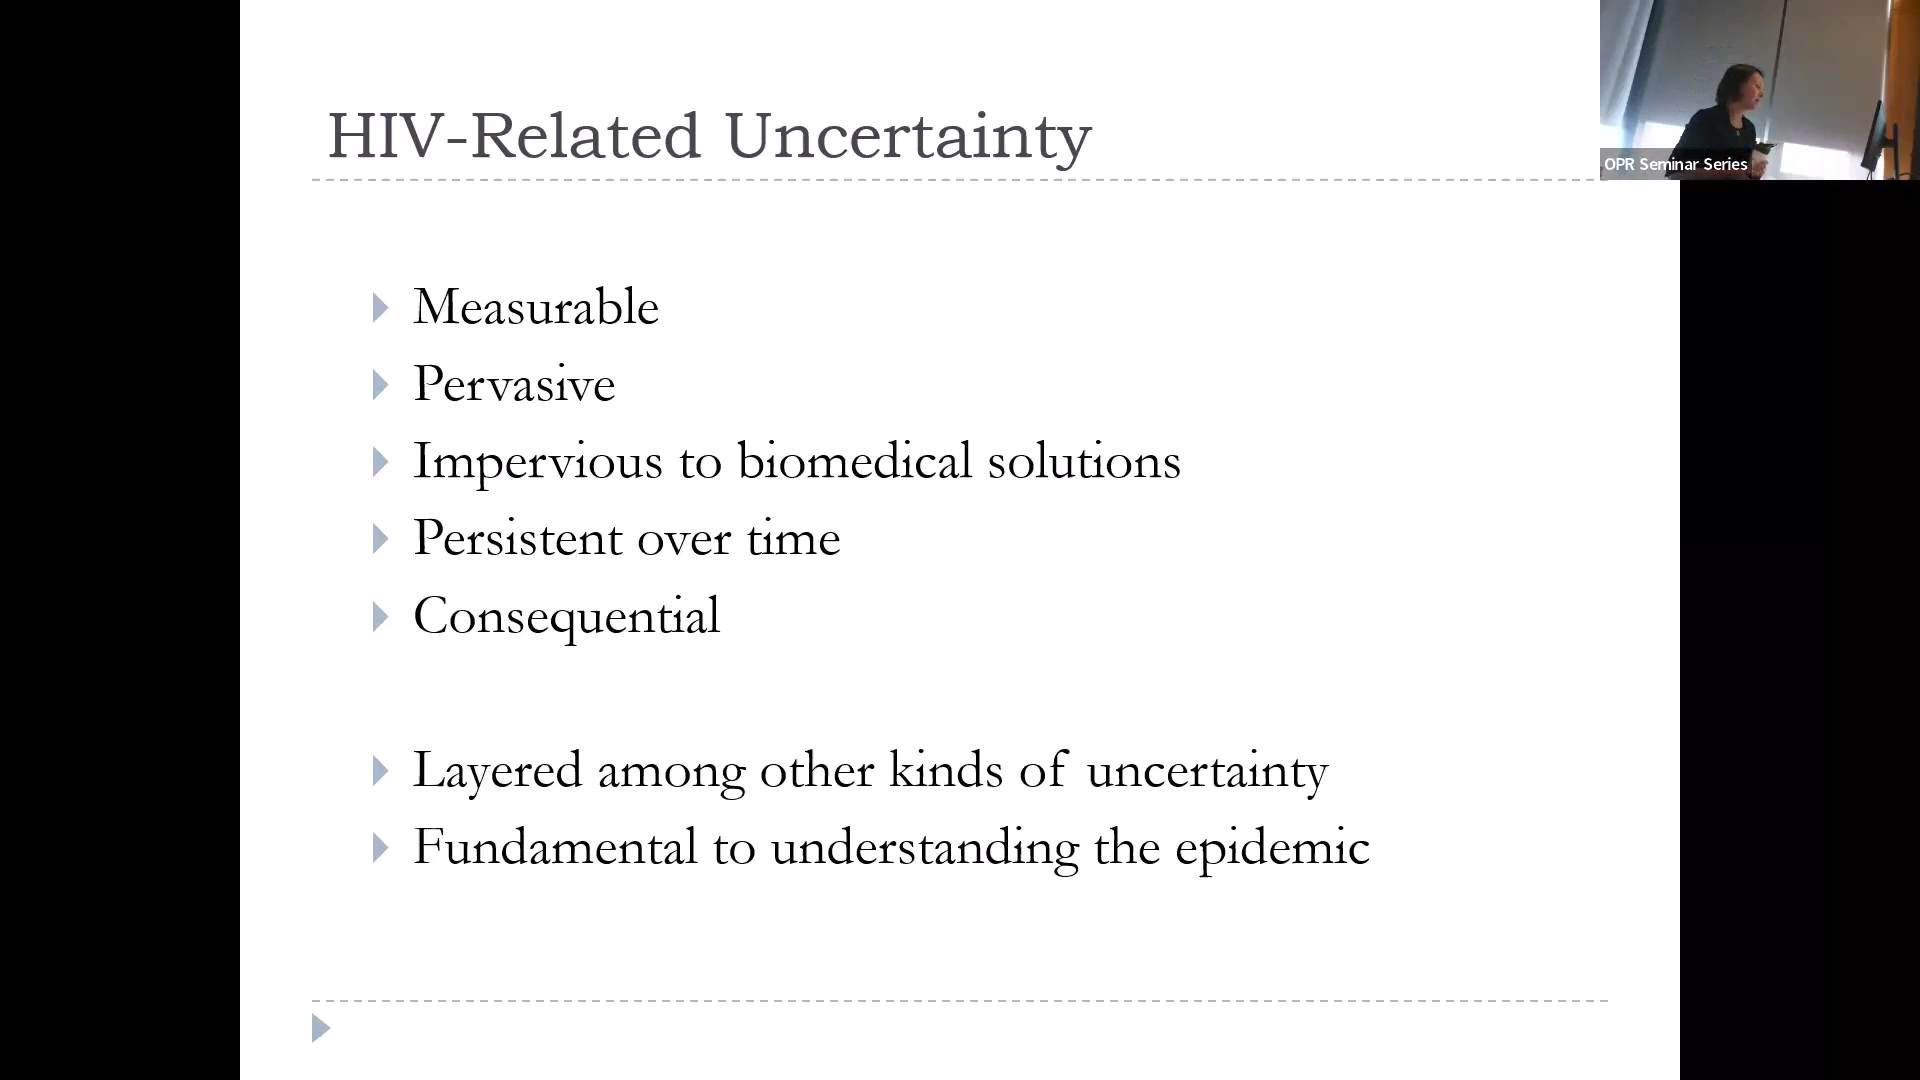 HIV-Related Uncertainty
OPR Seminar Series
Measurable
Pervasive
Impervious to biomedical solutions
Persistent over time
Consequential
Layered among other kinds of uncertainty
Fundamental to understanding the epidemic